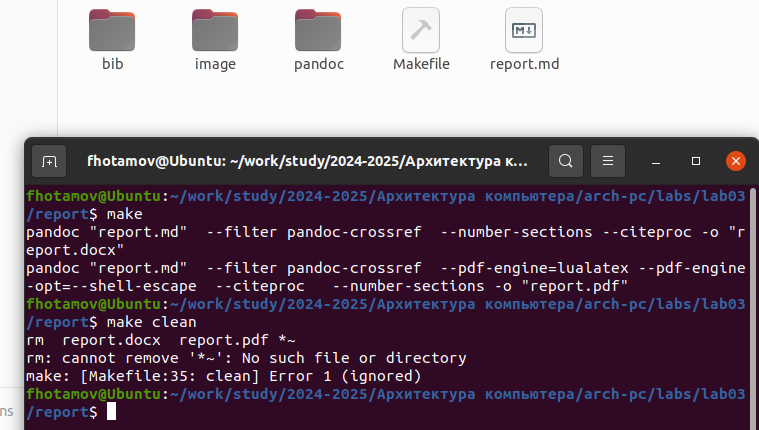 bib
image
pandoc
Makefile
M
report.md
fhotamov@Ubuntu: ~/work/study/2024-2025/Архитектура к...
fhotamov@Ubuntu:~/work/study/2024-2025/Архитектура компьютера/arch-pc/labs/lab03
/report$ make
pandoc "report.md"  --filter pandoc-crossref  --number-sections --citeproc -o "r
eport.docx"
pandoc "report.md"  --filter pandoc-crossref  --pdf-engine=lualatex --pdf-engine
-opt=--shell-escape  --citeproc   --number-sections -o "report.pdf"
fhotamov@Ubuntu:~/work/study/2024-2025/Архитектура компьютера/arch-pc/labs/lab03
/report$ make clean
rm  report.docx  report.pdf *~
rm: cannot remove '*~': No such file or directory
make: [Makefile:35: clean] Error 1 (ignored)
fhotamov@Ubuntu:~/work/study/2024-2025/Архитектура компьютера/arch-pc/labs/lab03
ns
/report$